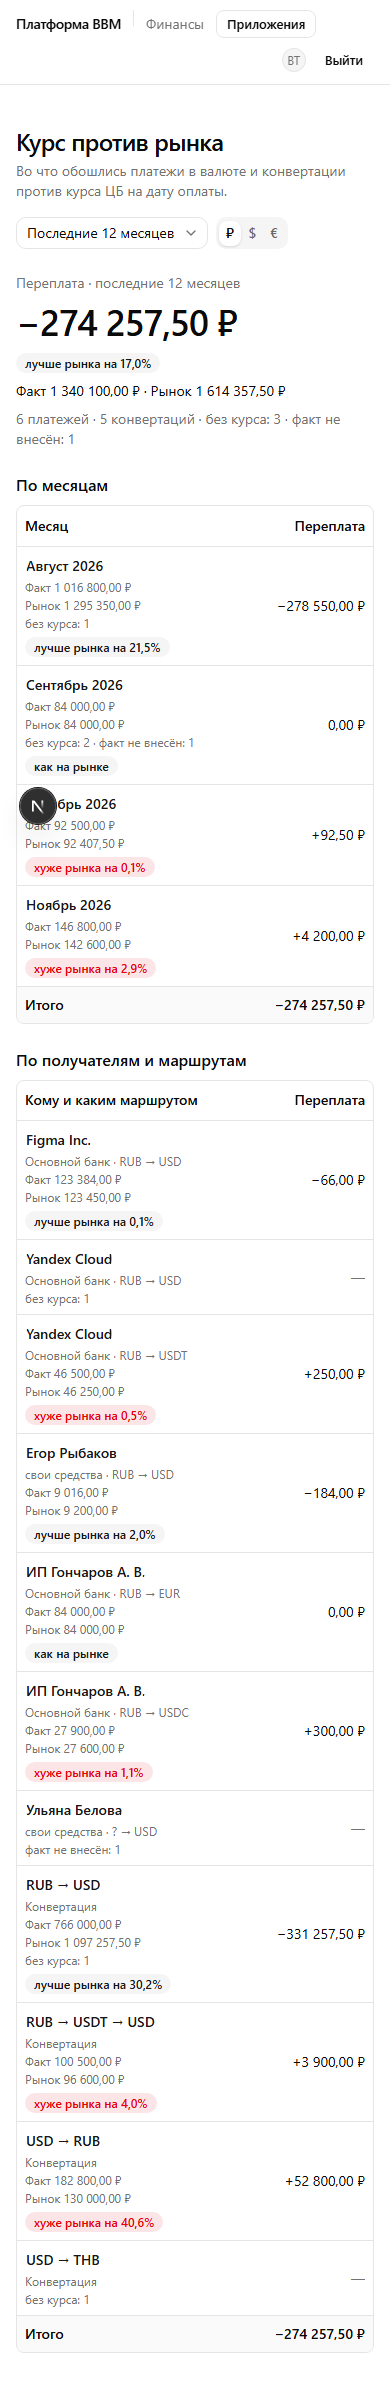 Платформа BBM
Финансы
Приложения
BT
Выйти
Курс против рынка
Во что обошлись платежи в валюте и конвертации
против курса ЦБ на дату оплаты.
Последние 12 месяцев
₽ $ €
Переплата · последние 12 месяцев
−274 257,50 ₽
лучше рынка на 17,0%
Факт 1 340 100,00 ₽ · Рынок 1 614 357,50 ₽
6 платежей · 5 конвертаций · без курса: 3 · факт не
внесён: 1
По месяцам
Месяц Переплата
Август 2026
Факт 1 016 800,00 ₽
Рынок 1 295 350,00 ₽
−278 550,00 ₽
без курса: 1
лучше рынка на 21,5%
Сентябрь 2026
Факт 84 000,00 ₽
Рынок 84 000,00 ₽
0,00 ₽
без курса: 2 · факт не внесён: 1
как на рынке
N
брь 2026
Факт 92 500,00 ₽
Рынок 92 407,50 ₽
+92,50 ₽
хуже рынка на 0,1%
Ноябрь 2026
Факт 146 800,00 ₽
Рынок 142 600,00 ₽
+4 200,00 ₽
хуже рынка на 2,9%
Итого −274 257,50 ₽
По получателям и маршрутам
Кому и каким маршрутом Переплата
Figma Inc.
Основной банк · RUB → USD
Факт 123 384,00 ₽
−66,00 ₽
Рынок 123 450,00 ₽
лучше рынка на 0,1%
Yandex Cloud
Основной банк · RUB → USD
—
без курса: 1
Yandex Cloud
Основной банк · RUB → USDT
Факт 46 500,00 ₽
+250,00 ₽
Рынок 46 250,00 ₽
хуже рынка на 0,5%
Егор Рыбаков
свои средства · RUB → USD
Факт 9 016,00 ₽
−184,00 ₽
Рынок 9 200,00 ₽
лучше рынка на 2,0%
ИП Гончаров А. В.
Основной банк · RUB → EUR
Факт 84 000,00 ₽
0,00 ₽
Рынок 84 000,00 ₽
как на рынке
ИП Гончаров А. В.
Основной банк · RUB → USDC
Факт 27 900,00 ₽
+300,00 ₽
Рынок 27 600,00 ₽
хуже рынка на 1,1%
Ульяна Белова
свои средства · ? → USD
—
факт не внесён: 1
RUB → USD
Конвертация
Факт 766 000,00 ₽
−331 257,50 ₽
Рынок 1 097 257,50 ₽
без курса: 1
лучше рынка на 30,2%
RUB → USDT → USD
Конвертация
Факт 100 500,00 ₽
+3 900,00 ₽
Рынок 96 600,00 ₽
хуже рынка на 4,0%
USD → RUB
Конвертация
Факт 182 800,00 ₽
+52 800,00 ₽
Рынок 130 000,00 ₽
хуже рынка на 40,6%
USD → THB
Конвертация
—
без курса: 1
Итого −274 257,50 ₽